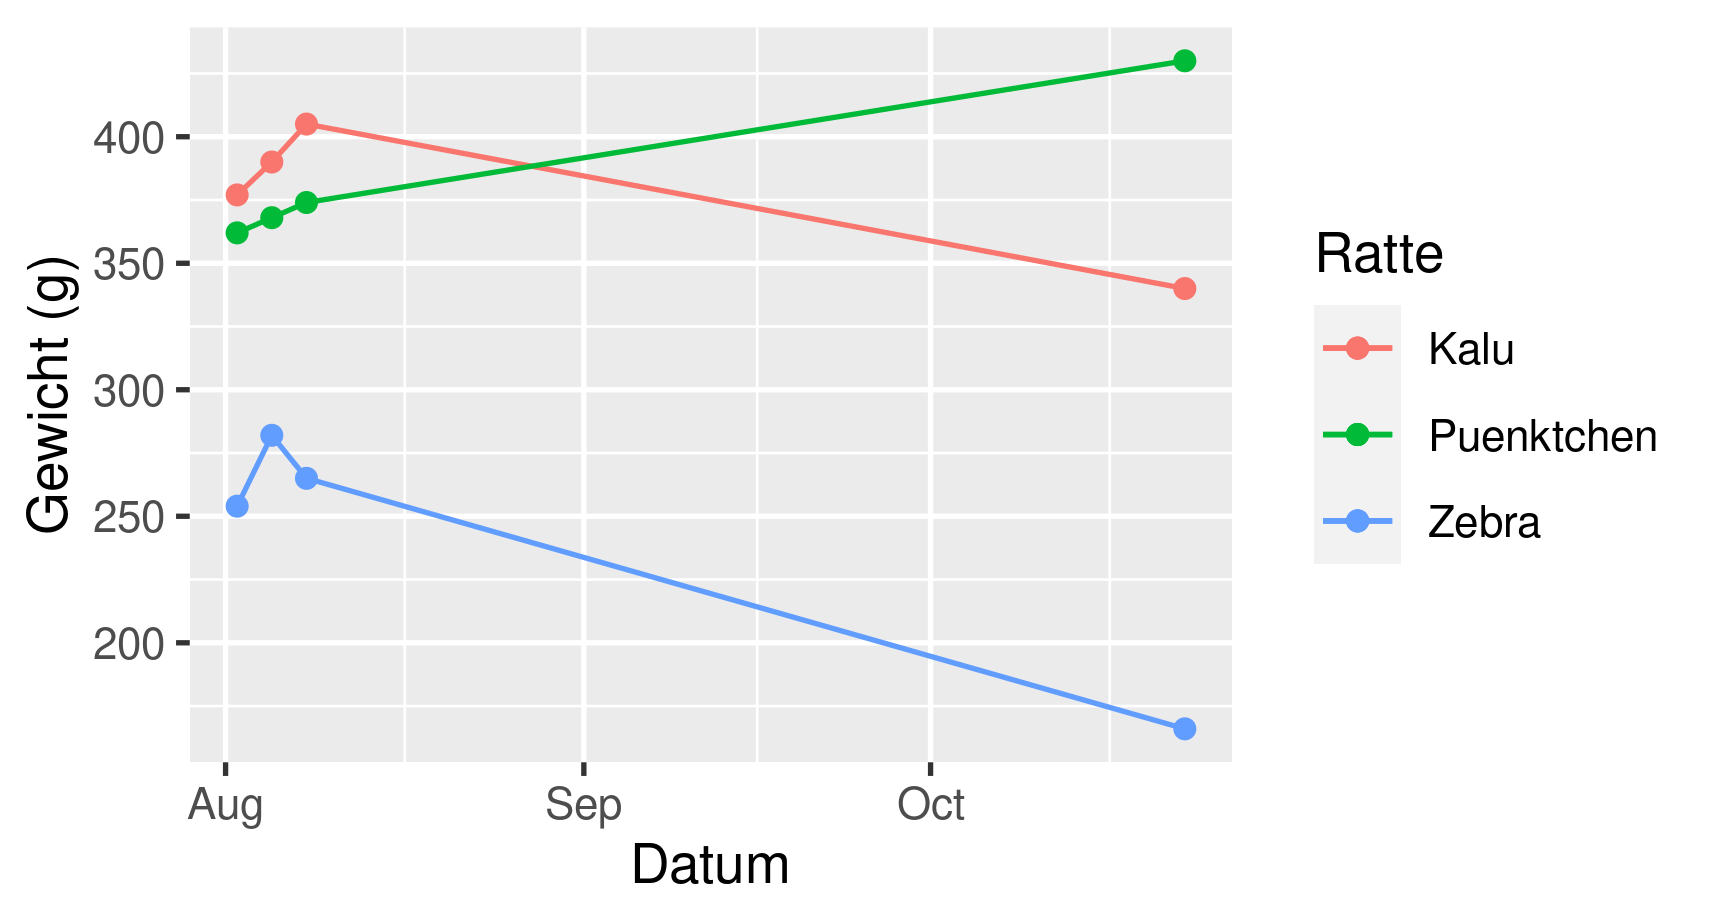 Gewicht (g)
400
350
300
250
200
Aug Sep Oct
Datum
Ratte
Kalu
Puenktchen
Zebra